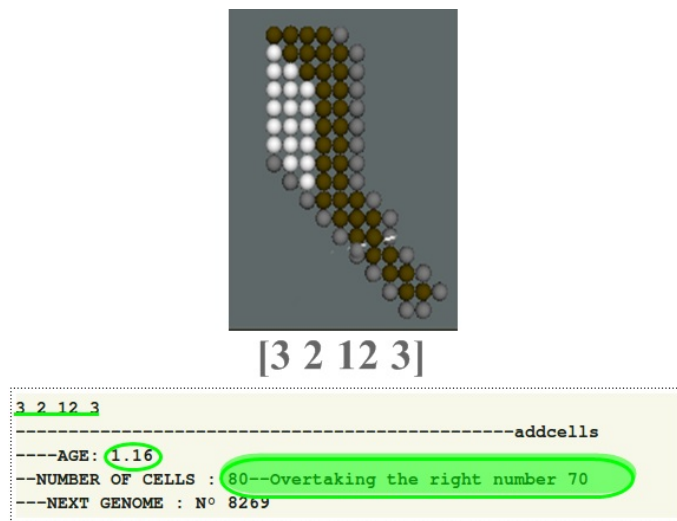 [3 2 12 3]
3 2 12 3
-----------------------------------------------addcells
----AGE: 1.16
--NUMBER OF CELLS : 80--Overtaking the right number 70
---NEXT GENOME : Nº 8269